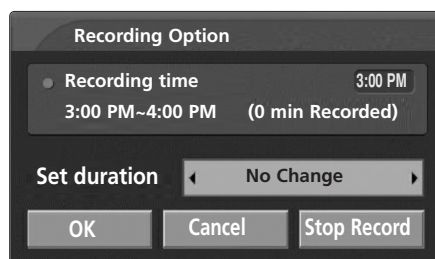 Recording Option
Recording time 3:00 PM
3:00 PM~4:00 PM (0 min Recorded)
Set duration No Change
OK Cancel Stop Record